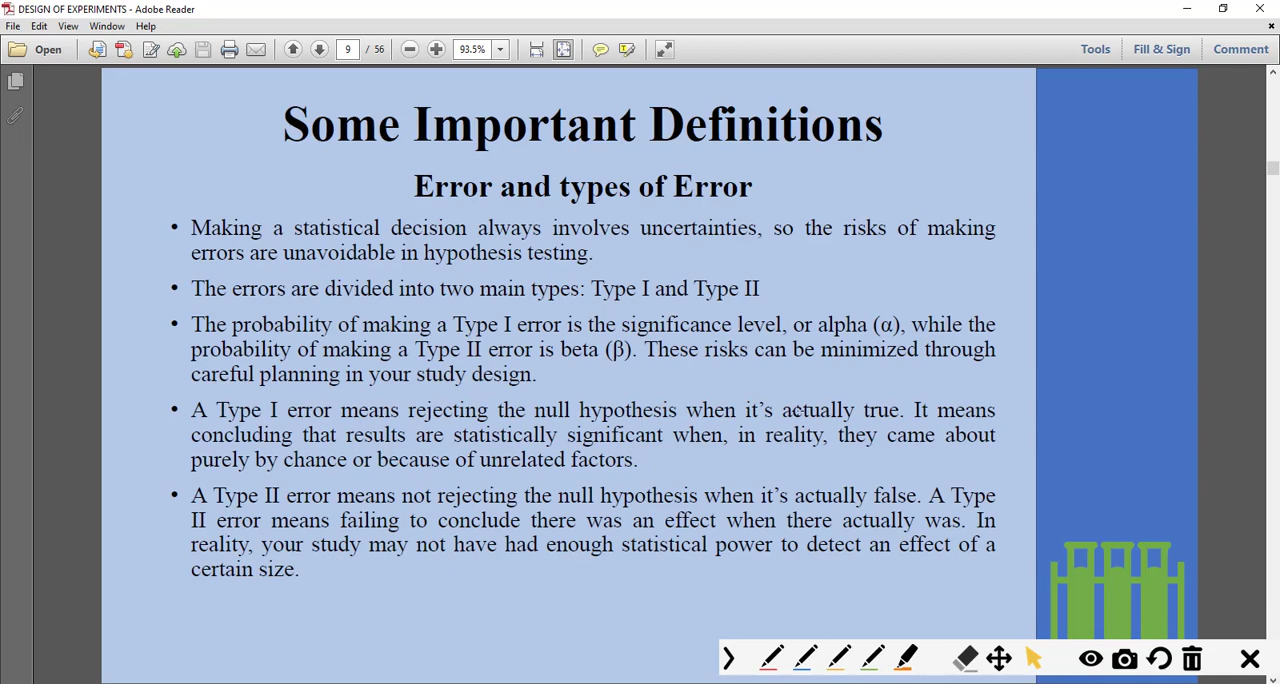 DESIGN OF EXPERIMENTS - Adobe Reader
File Edit View Window Help
Open 9 / 56 93.5% Tools Fill & Sign Comment
Some Important Definitions
Error and types of Error
• Making a statistical decision always involves uncertainties, so the risks of making
errors are unavoidable in hypothesis testing.
• The errors are divided into two main types: Type I and Type II
• The probability of making a Type I error is the significance level, or alpha (α), while the
probability of making a Type II error is beta (β). These risks can be minimized through
careful planning in your study design.
• A Type I error means rejecting the null hypothesis when it’s actually true. It means
concluding that results are statistically significant when, in reality, they came about
purely by chance or because of unrelated factors.
• A Type II error means not rejecting the null hypothesis when it’s actually false. A Type
II error means failing to conclude there was an effect when there actually was. In
reality, your study may not have had enough statistical power to detect an effect of a
certain size.